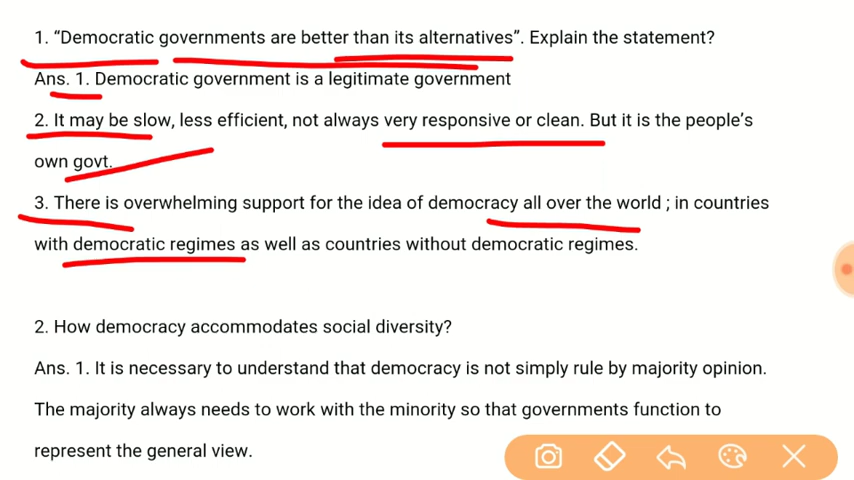 1. “Democratic governments are better than its alternatives”. Explain the statement?
Ans. 1. Democratic government is a legitimate government
2. It may be slow, less efficient, not always very responsive or clean. But it is the people’s
own govt.
3. There is overwhelming support for the idea of democracy all over the world ; in countries
with democratic regimes as well as countries without democratic regimes.
2. How democracy accommodates social diversity?
Ans. 1. It is necessary to understand that democracy is not simply rule by majority opinion.
The majority always needs to work with the minority so that governments function to
represent the general view.